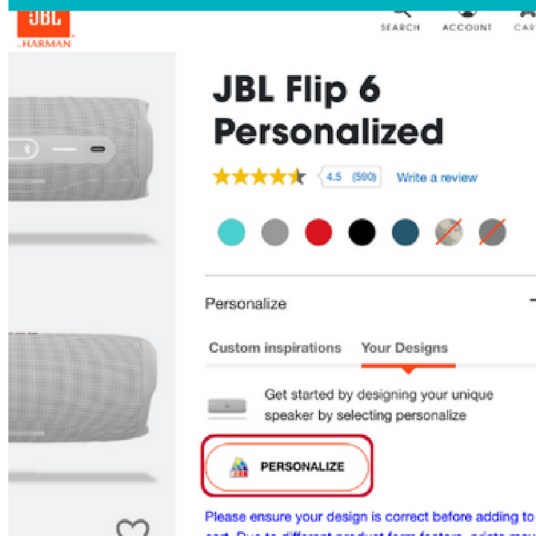 JBL
HARMAN
SEARCH ACCOUNT CAR
JBL Flip 6
Personalized
4.5 (590) Write a review
Personalize
Custom inspirations Your Designs
Get started by designing your unique
speaker by selecting personalize
PERSONALIZE
Please ensure your design is correct before adding to